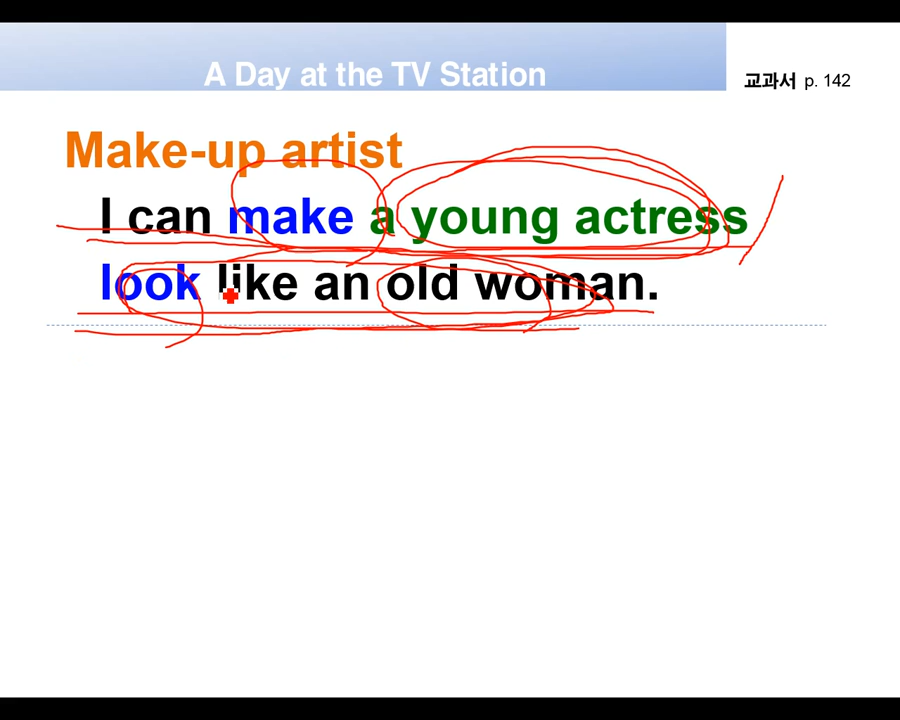 A Day at the TV Station
교과서 p. 142
Make-up artist
I can make a young actress
look like an old woman.